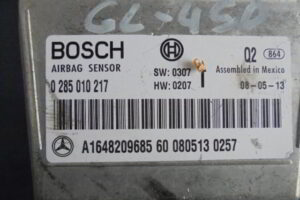 GL-450
BOSCH
AIRBAG SENSOR
0 285 010 217
SW: 0307
HW: 0207
Q2 864
Assembled in Mexico
08-05-13
A1648209685 60 080513 0257